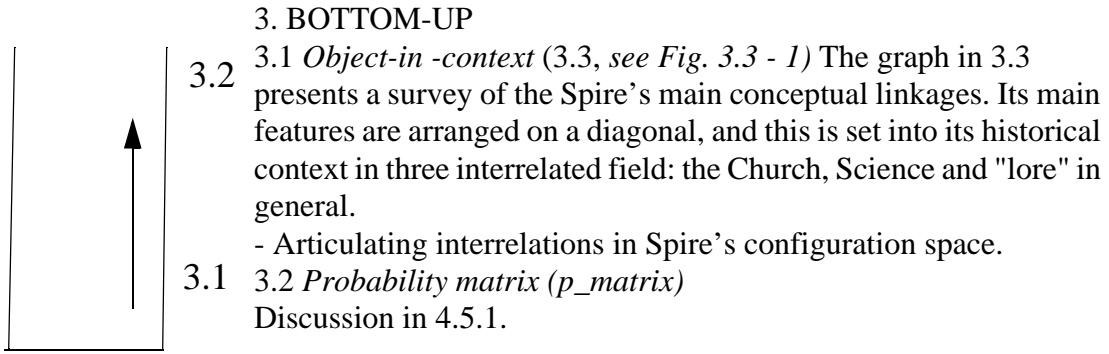 3. BOTTOM-UP
3.2
3.1 Object-in -context (3.3, see Fig. 3.3 - 1) The graph in 3.3
presents a survey of the Spire's main conceptual linkages. Its main
features are arranged on a diagonal, and this is set into its historical
context in three interrelated field: the Church, Science and "lore" in
general.
- Articulating interrelations in Spire's configuration space.
3.1
3.2 Probability matrix (p_matrix)
Discussion in 4.5.1.